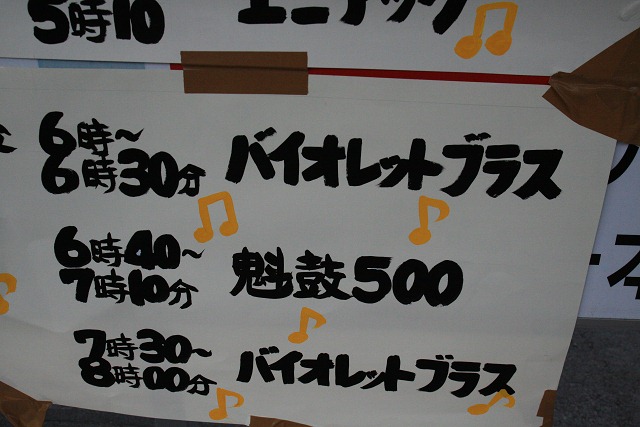 5時10
6時〜
6時30分 バイオレットブラス
6時40〜
7時10分 魁鼓500
7時30〜
8時00分 バイオレットブラス